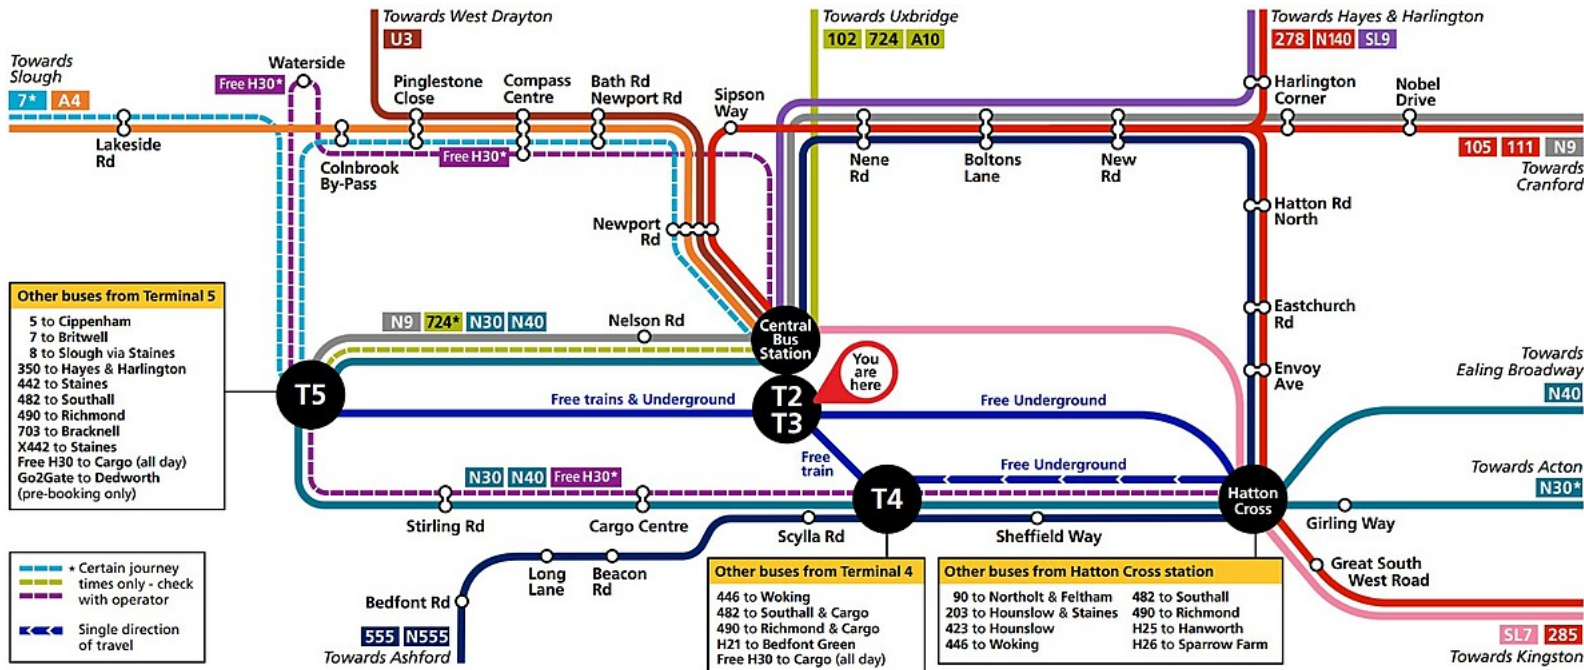 Towards West Drayton
U3
Towards Uxbridge
102 724 A10
Towards Hayes & Harlington
278 N140 SL9
Towards
Slough
7* A4
Waterside
Free H30*
Pinglestone
Close
Compass
Centre
Bath Rd
Newport Rd
Sipson
Way
Harlington
Corner
Nobel
Drive
Lakeside
Rd
Colnbrook
By-Pass
Free H30*
Nene
Rd
Boltons
Lane
New
Rd
105 111 N9
Towards
Cranford
Newport
Rd
Hatton Rd
North
Other buses from Terminal 5
5 to Cippenham
7 to Britwell
8 to Slough via Staines
350 to Hayes & Harlington
442 to Staines
482 to Southall
490 to Richmond
703 to Bracknell
X442 to Staines
Free H30 to Cargo (all day)
Go2Gate to Dedworth
(pre-booking only)
N9 724* N30 N40
Nelson Rd
Central
Bus
Station
Eastchurch
Rd
You
are
here
Envoy
Ave
Towards
Ealing Broadway
N40
T5
T2
T3
Free trains & Underground
Free Underground
Free
train
Free Underground
Towards Acton
N30*
N30 N40 Free H30*
T4
Hatton
Cross
Stirling Rd
Cargo Centre
Scylla Rd
Sheffield Way
Girling Way
Great South
West Road
* Certain journey
times only - check
with operator
Single direction
of travel
Long
Lane
Beacon
Rd
Bedfont Rd
555 N555
Towards Ashford
Other buses from Terminal 4
446 to Woking
482 to Southall & Cargo
490 to Richmond & Cargo
H21 to Bedfont Green
Free H30 to Cargo (all day)
Other buses from Hatton Cross station
90 to Northolt & Feltham
203 to Hounslow & Staines
423 to Hounslow
446 to Woking
482 to Southall
490 to Richmond
H25 to Hanworth
H26 to Sparrow Farm
SL7 285
Towards Kingston